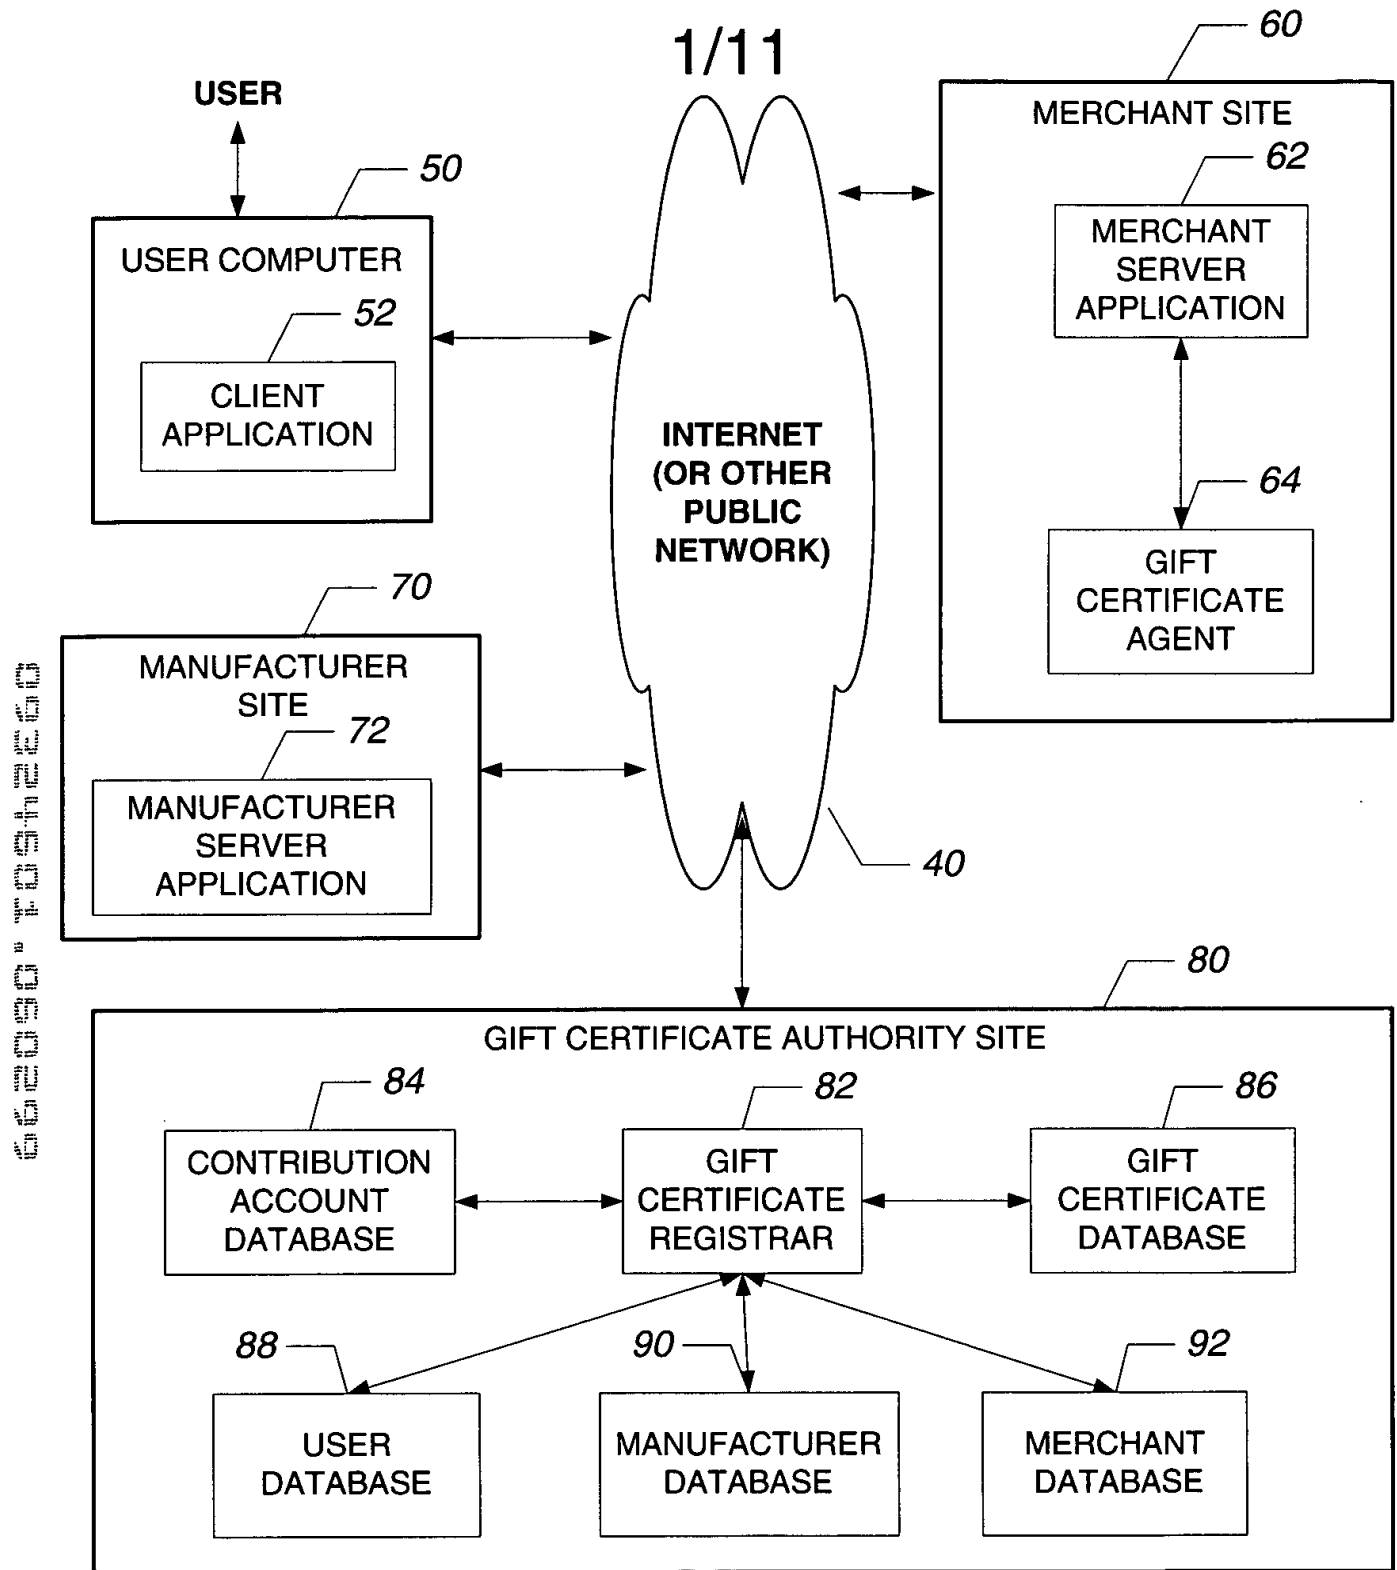 1/11
USER
50
USER COMPUTER
52
CLIENT
APPLICATION
60
MERCHANT SITE
62
MERCHANT
SERVER
APPLICATION
64
GIFT
CERTIFICATE
AGENT
INTERNET
(OR OTHER
PUBLIC
NETWORK)
40
70
MANUFACTURER
SITE
72
MANUFACTURER
SERVER
APPLICATION
80
GIFT CERTIFICATE AUTHORITY SITE
84
CONTRIBUTION
ACCOUNT
DATABASE
82
GIFT
CERTIFICATE
REGISTRAR
86
GIFT
CERTIFICATE
DATABASE
88
USER
DATABASE
90
MANUFACTURER
DATABASE
92
MERCHANT
DATABASE